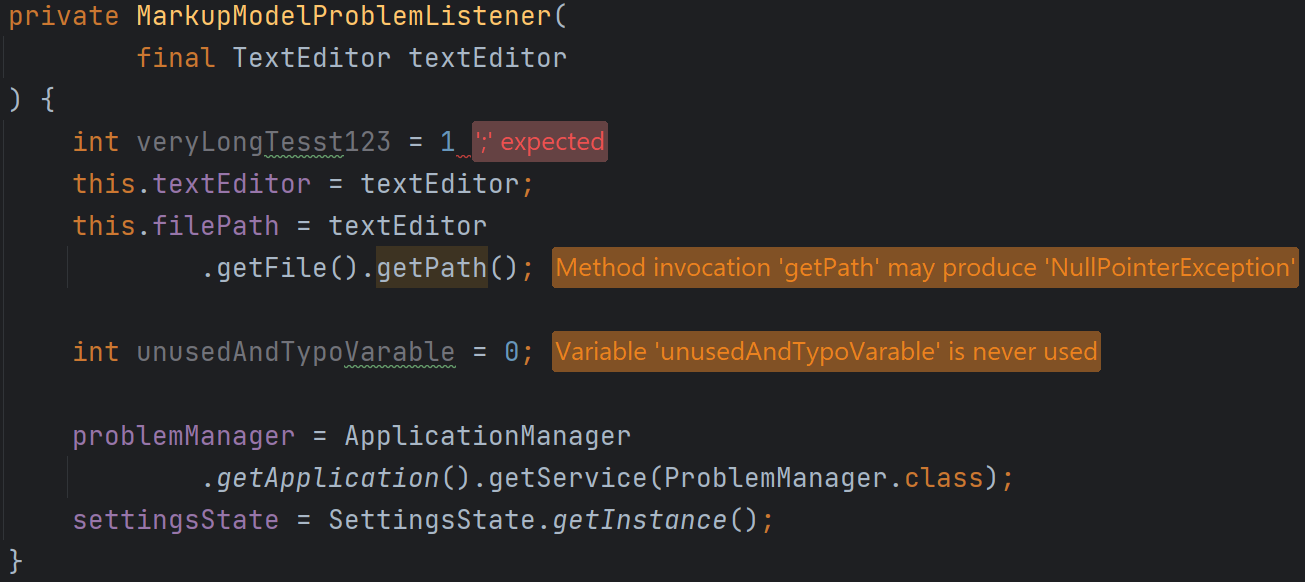 private MarkupModelProblemListener(
final TextEditor textEditor
) {
int veryLongTesst123 = 1 ';' expected
this.textEditor = textEditor;
this.filePath = textEditor
.getFile().getPath(); Method invocation 'getPath' may produce 'NullPointerException'
int unusedAndTypoVarable = 0; Variable 'unusedAndTypoVarable' is never used
problemManager = ApplicationManager
.getApplication().getService(ProblemManager.class);
settingsState = SettingsState.getInstance();
}